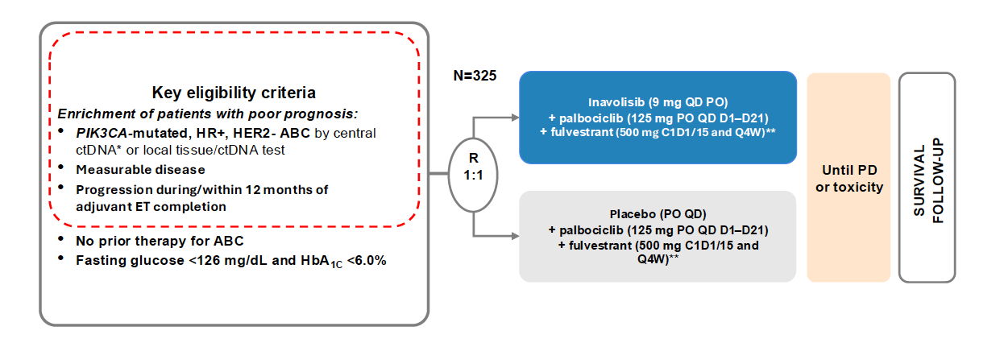 Key eligibility criteria
Enrichment of patients with poor prognosis:
• PIK3CA-mutated, HR+, HER2- ABC by central
ctDNA* or local tissue/ctDNA test
• Measurable disease
• Progression during/within 12 months of
adjuvant ET completion
• No prior therapy for ABC
• Fasting glucose <126 mg/dL and HbA1C <6.0%
N=325
R
1:1
Inavolisib (9 mg QD PO)
+ palbociclib (125 mg PO QD D1–D21)
+ fulvestrant (500 mg C1D1/15 and Q4W)**
Placebo (PO QD)
+ palbociclib (125 mg PO QD D1–D21)
+ fulvestrant (500 mg C1D1/15 and
Q4W)**
Until PD
or toxicity
SURVIVAL
FOLLOW-UP